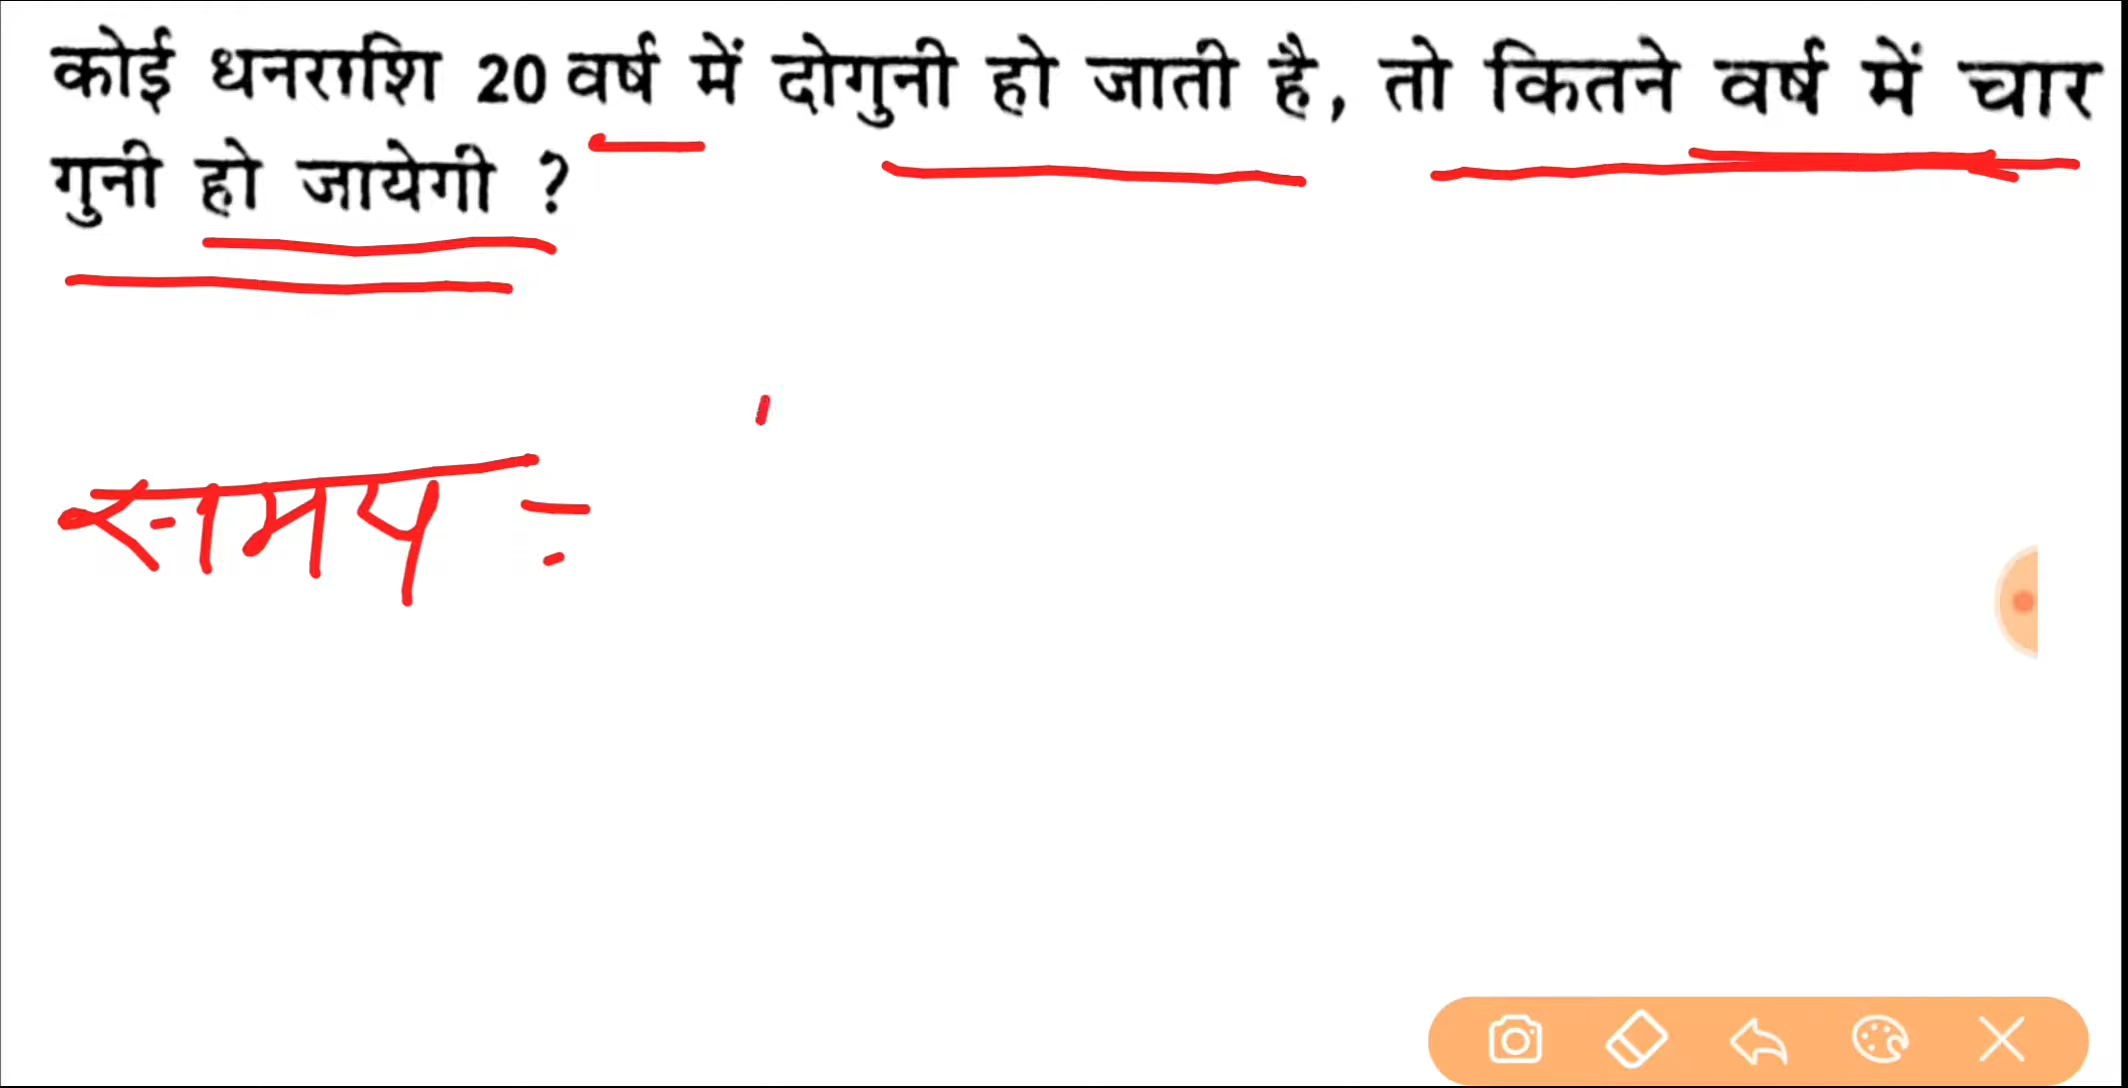 कोई धनराशि 20 वर्ष में दोगुनी हो जाती है, तो कितने वर्ष में चार
गुनी हो जायेगी ?
समय =